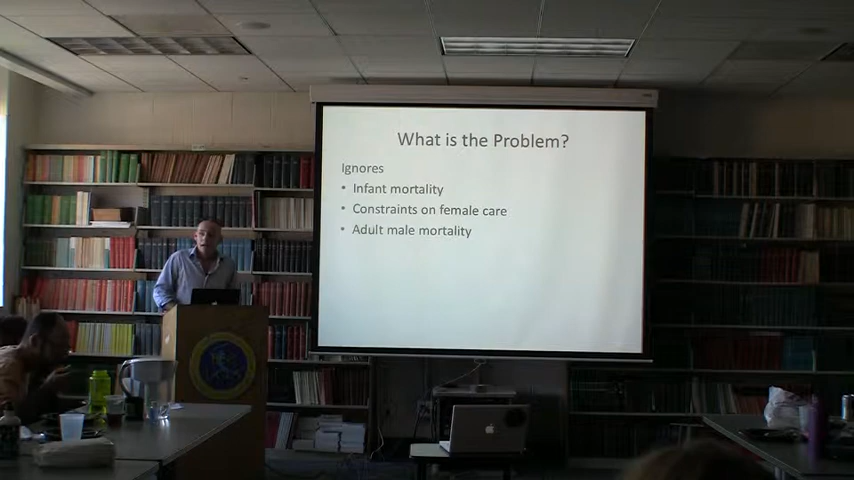 What is the Problem?
Ignores
• Infant mortality
• Constraints on female care
• Adult male mortality